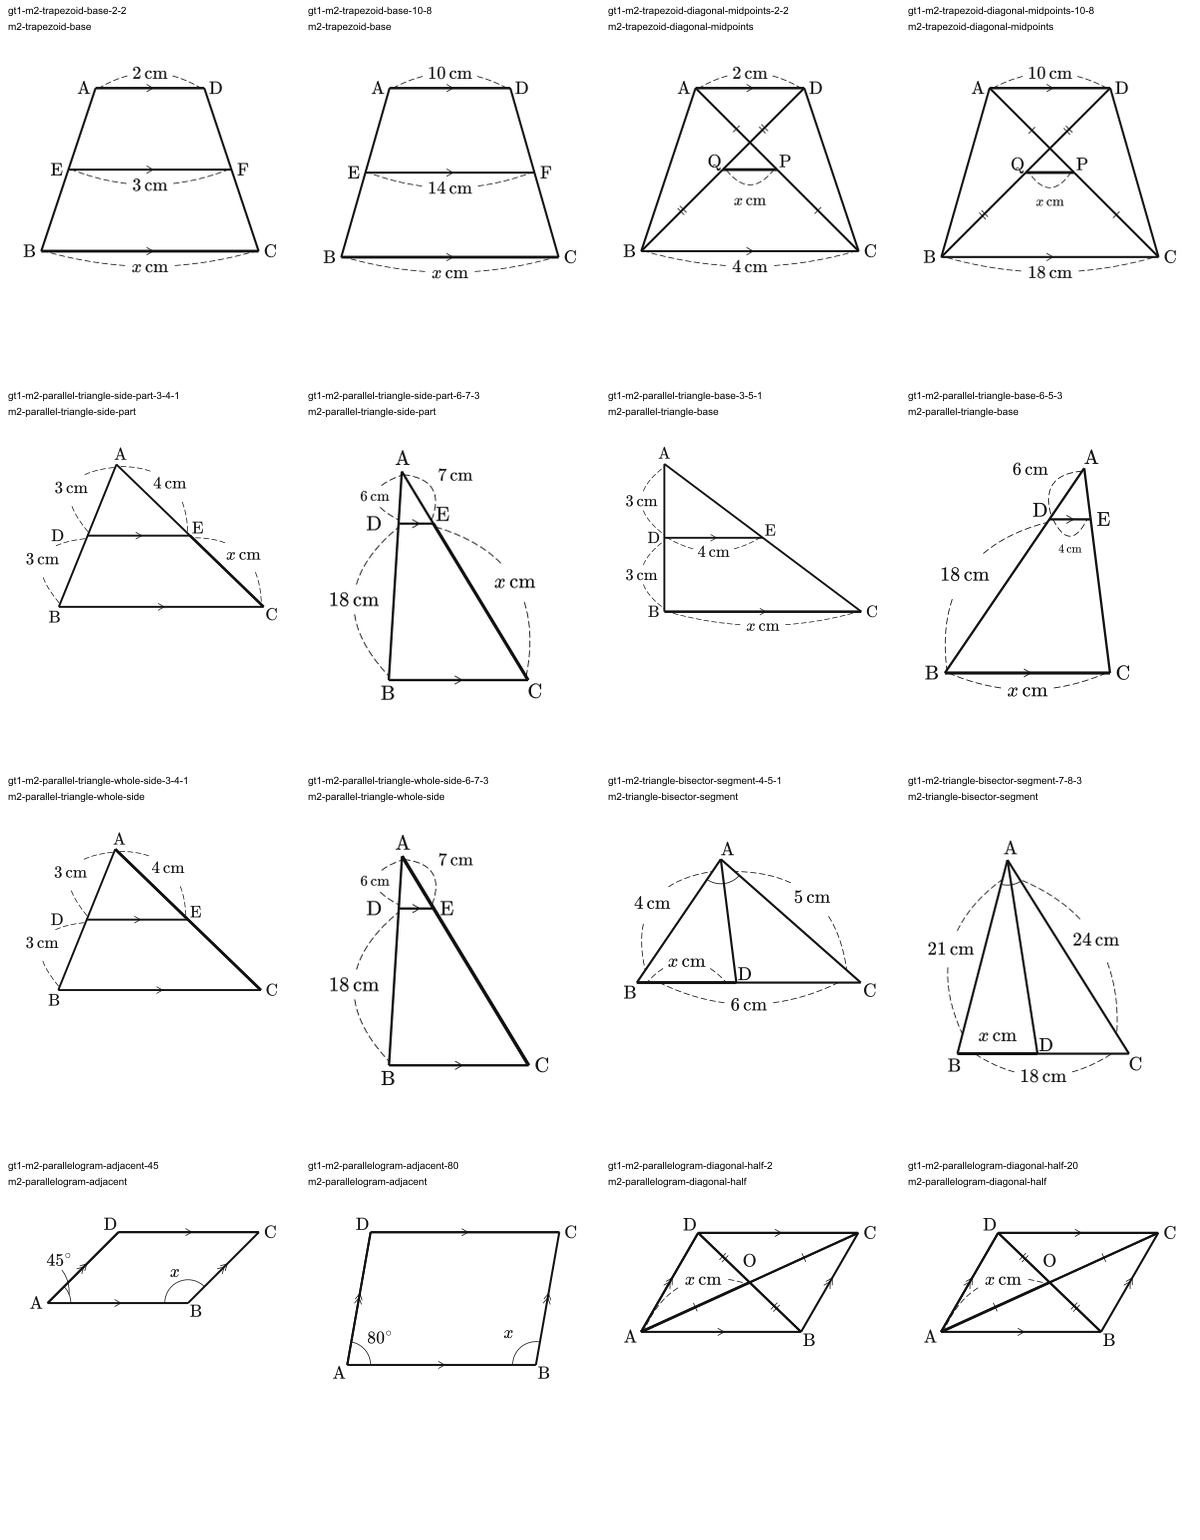 gt1-m2-trapezoid-base-2-2
m2-trapezoid-base
2 cm
A D
E F
3 cm
B C
x cm
gt1-m2-trapezoid-base-10-8
m2-trapezoid-base
10 cm
A D
E F
14 cm
B C
x cm
gt1-m2-trapezoid-diagonal-midpoints-2-2
m2-trapezoid-diagonal-midpoints
2 cm
A D
Q P
x cm
B C
4 cm
gt1-m2-trapezoid-diagonal-midpoints-10-8
m2-trapezoid-diagonal-midpoints
10 cm
A D
Q P
x cm
B C
18 cm
gt1-m2-parallel-triangle-side-part-3-4-1
m2-parallel-triangle-side-part
A
3 cm 4 cm
D E
3 cm x cm
B C
gt1-m2-parallel-triangle-side-part-6-7-3
m2-parallel-triangle-side-part
A
7 cm
6 cm
D E
x cm
18 cm
B C
gt1-m2-parallel-triangle-base-3-5-1
m2-parallel-triangle-base
A
3 cm
D E
4 cm
3 cm
B C
x cm
gt1-m2-parallel-triangle-base-6-5-3
m2-parallel-triangle-base
A
6 cm
D E
4 cm
18 cm
B C
x cm
gt1-m2-parallel-triangle-whole-side-3-4-1
m2-parallel-triangle-whole-side
A
3 cm 4 cm
D E
3 cm
B C
gt1-m2-parallel-triangle-whole-side-6-7-3
m2-parallel-triangle-whole-side
A
7 cm
6 cm
D E
18 cm
B C
gt1-m2-triangle-bisector-segment-4-5-1
m2-triangle-bisector-segment
A
4 cm 5 cm
x cm
B D C
6 cm
gt1-m2-triangle-bisector-segment-7-8-3
m2-triangle-bisector-segment
A
21 cm 24 cm
x cm
B D C
18 cm
gt1-m2-parallelogram-adjacent-45
m2-parallelogram-adjacent
D C
45° x
A B
gt1-m2-parallelogram-adjacent-80
m2-parallelogram-adjacent
D C
80° x
A B
gt1-m2-parallelogram-diagonal-half-2
m2-parallelogram-diagonal-half
D C
O
x cm
A B
gt1-m2-parallelogram-diagonal-half-20
m2-parallelogram-diagonal-half
D C
O
x cm
A B